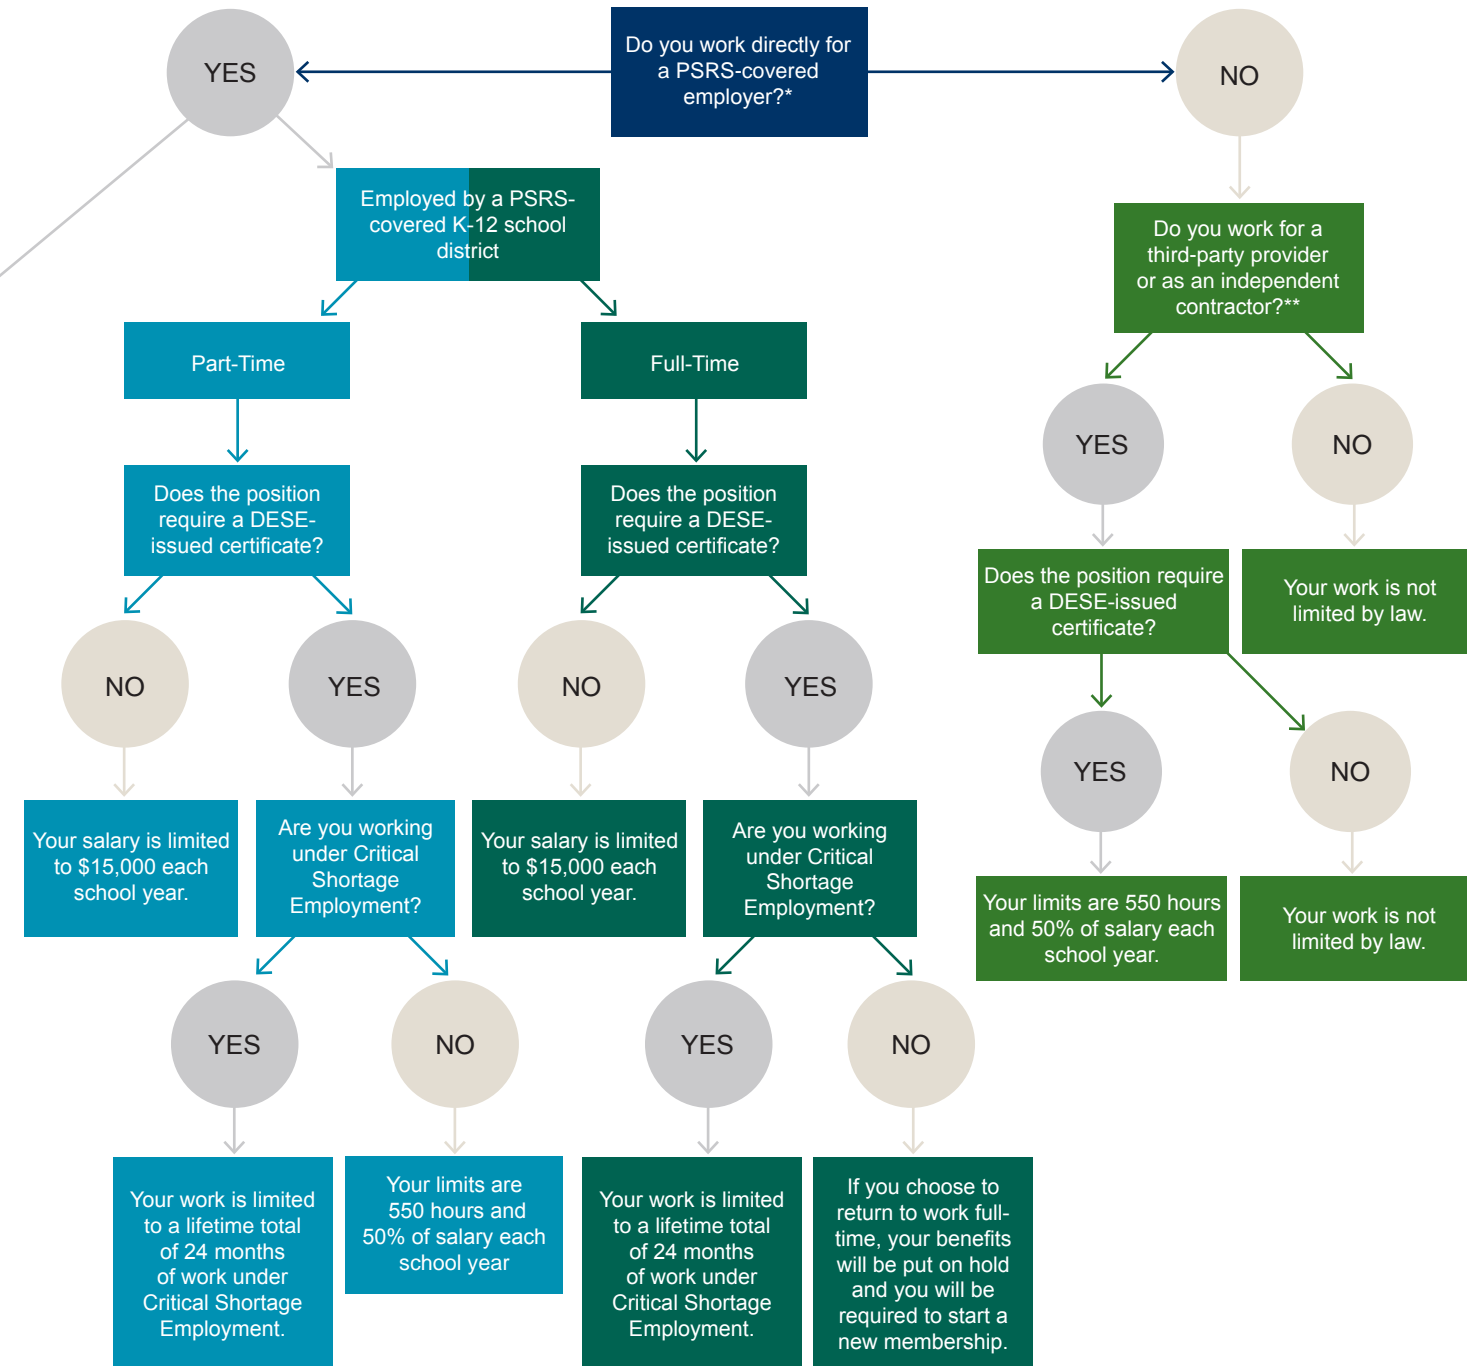 Do you work directly for
a PSRS-covered
employer?*
YES
NO
Employed by a PSRS-
covered K-12 school
district
Do you work for a
third-party provider
or as an independent
contractor?**
Part-Time
Full-Time
YES
NO
Does the position
require a DESE-
issued certificate?
Does the position
require a DESE-
issued certificate?
Does the position require
a DESE-issued
certificate?
Your work is not
limited by law.
NO
YES
NO
YES
YES
NO
Your salary is limited
to $15,000 each
school year.
Are you working
under Critical
Shortage
Employment?
Your salary is limited
to $15,000 each
school year.
Are you working
under Critical
Shortage
Employment?
Your limits are 550 hours
and 50% of salary each
school year.
Your work is not
limited by law.
YES
NO
YES
NO
Your work is limited
to a lifetime total
of 24 months
of work under
Critical Shortage
Employment.
Your limits are
550 hours and
50% of salary each
school year
Your work is limited
to a lifetime total
of 24 months
of work under
Critical Shortage
Employment.
If you choose to
return to work full-
time, your benefits
will be put on hold
and you will be
required to start a
new membership.